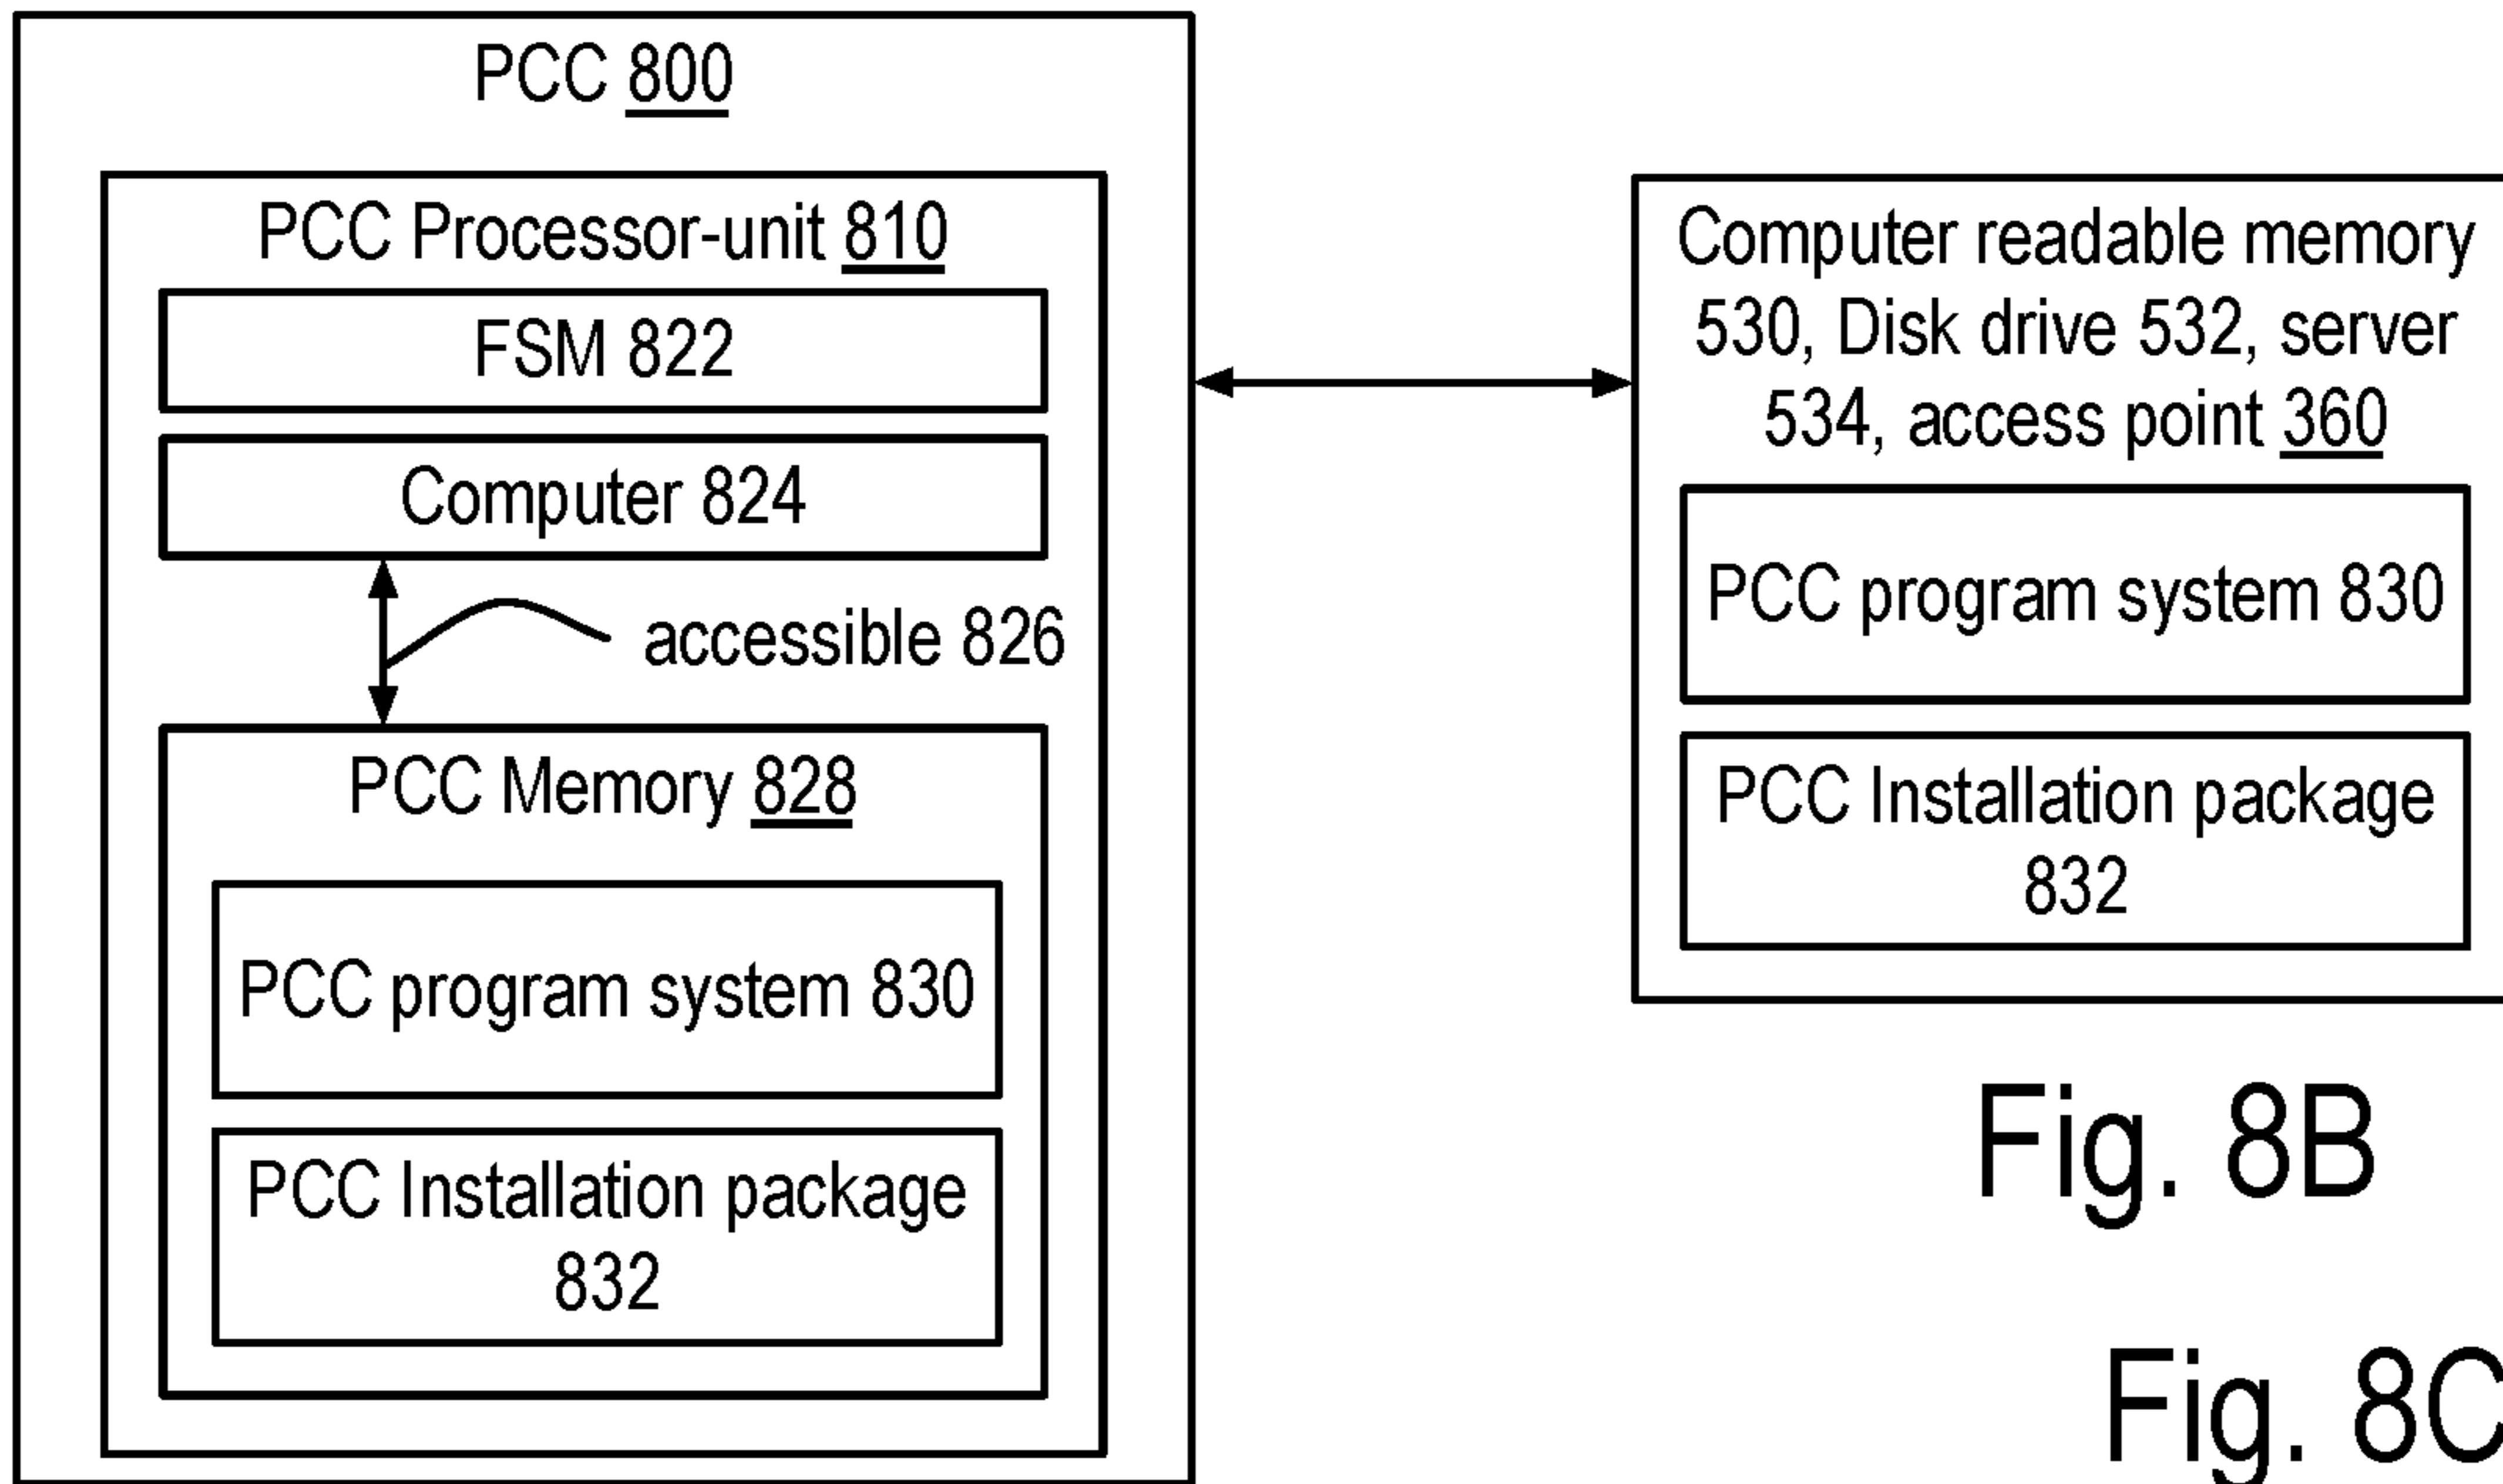 PCC 800
PCC Processor-unit 810
FSM 822
Computer 824
accessible 826
PCC Memory 828
PCC program system 830
PCC Installation package
832
Computer readable memory
530, Disk drive 532, server
534, access point 360
PCC program system 830
PCC Installation package
832
Fig. 8B
Fig. 8C